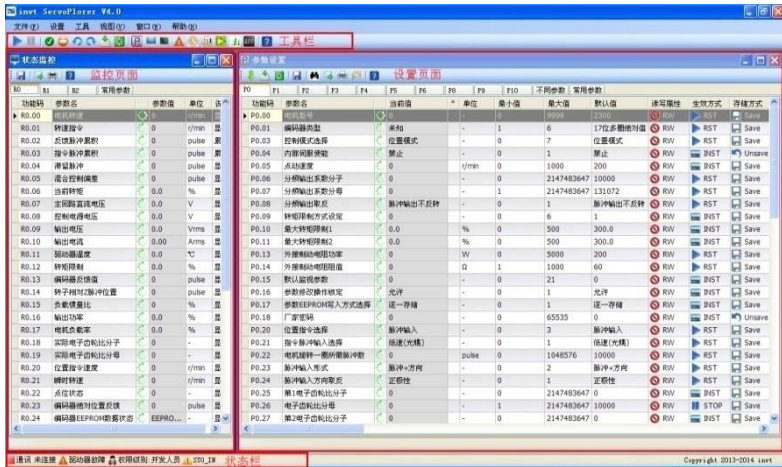 invt ServoPlorer V4.0
文件(F) 设置 工具 视图(V) 窗口(W) 帮助(H)
工具栏
状态监控
监控页面
R0 R1 R2 常用参数
功能码 参数名 参数值 单位
R0.00 电机转速 0 r/min
R0.01 转速指令 0 r/min 显
R0.02 反馈脉冲累积 0 pulse 累
R0.03 指令脉冲累积 0 pulse 累
R0.04 滞留脉冲 0 pulse 显
R0.05 混合控制偏差 0 pulse 显
R0.06 当前转矩 0.0 % 显
R0.07 主回路直流电压 0.0 V 显
R0.08 控制电源电压 0.0 V 显
R0.09 输出电压 0.0 Vrms 显
R0.10 输出电流 0.00 Arms 显
R0.11 驱动器温度 0.0 ℃ 显
R0.12 转矩限制 0.0 % 显
R0.13 编码器反馈值 0 pulse 显
R0.14 转子相对Z脉冲位置 0 pulse 显
R0.15 负载惯量比 0 % 显
R0.16 输出功率 0.0 % 显
R0.17 电机负载率 0.0 % 显
R0.18 实际电子齿轮比分子 0 - 显
R0.19 实际电子齿轮比分母 0 - 显
R0.20 位置指令速度 0 r/min 显
R0.21 瞬时转速 0 r/min 显
R0.22 点位状态 0 - 显
R0.23 编码器绝对位置反馈 0 pulse 显
R0.24 编码器EEPROM数据状态 EEPRO... - 显
参数设置
设置页面
P0 P1 P2 P3 P4 P5 P6 P8 P9 P10 不同参数 常用参数
功能码 参数名 当前值 * 单位 最小值 最大值 默认值 读写属性 生效方式 存储方式
P0.00 电机型号 0 - 0 9999 2300 RW RST Save
P0.01 编码器类型 未知 - 1 6 17位多圈绝对值 RW RST Save
P0.03 控制模式选择 位置模式 - 0 7 位置模式 RW RST Save
P0.04 内部伺服使能 禁止 - 0 1 禁止 RW INST Unsave
P0.05 点动速度 0 r/min 0 1000 200 RW INST Save
P0.06 分频输出系数分子 0 - 0 2147483647 10000 RW RST Save
P0.07 分频输出系数分母 0 - 1 2147483647 131072 RW RST Save
P0.08 分频输出取反 脉冲输出不反转 - 0 1 脉冲输出不反转 RW RST Save
P0.09 转矩限制方式设定 0 - 0 6 1 RW INST Save
P0.10 最大转矩限制1 0.0 % 0 500 300.0 RW INST Save
P0.11 最大转矩限制2 0.0 % 0 500 300.0 RW INST Save
P0.13 外接制动电阻功率 0 W 0 5000 200 RW RST Save
P0.14 外接制动电阻阻值 0 Ω 1 1000 60 RW RST Save
P0.15 默认监视参数 0 - 0 21 0 RW INST Save
P0.16 参数修改操作锁定 允许 - 0 1 允许 RW INST Save
P0.17 参数EEPROM写入方式选择 逐一存储 - 0 1 逐一存储 RW INST Save
P0.18 厂家密码 0 - 0 65535 0 RW INST Unsave
P0.20 位置指令选择 脉冲输入 - 0 3 脉冲输入 RW RST Save
P0.21 指令脉冲输入选择 低速(光耦) - 0 1 低速(光耦) RW RST Save
P0.22 电机旋转一圈所需脉冲数 0 pulse 0 1048576 10000 RW RST Save
P0.23 脉冲输入形式 脉冲+方向 - 0 2 脉冲+方向 RW RST Save
P0.24 脉冲输入方向取反 正极性 - 0 1 正极性 RW RST Save
P0.25 第1电子齿轮比分子 0 - 0 2147483647 0 RW INST Save
P0.26 电子齿轮比分母 0 - 1 2147483647 10000 RW STOP Save
P0.27 第2电子齿轮比分子 0 - 0 2147483647 0 RW INST Save
通讯 未连接 驱动器故障 权限级别:开发人员 STO_IN 状态栏 Copyright 2013-2014 invt